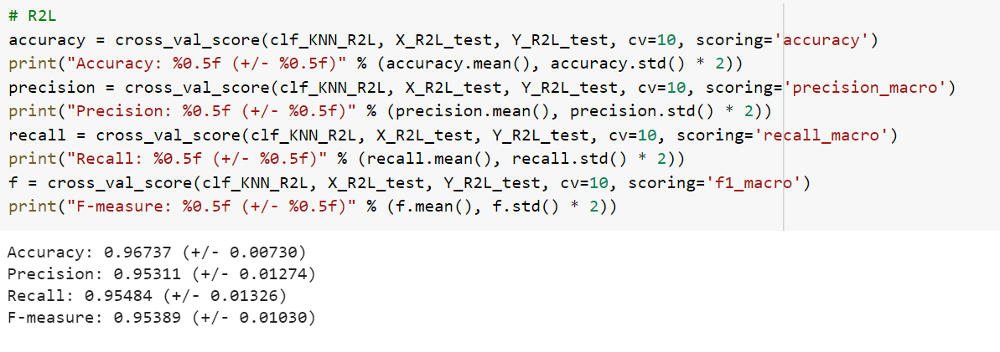 # R2L
accuracy = cross_val_score(clf_KNN_R2L, X_R2L_test, Y_R2L_test, cv=10, scoring='accuracy')
print("Accuracy: %0.5f (+/- %0.5f)" % (accuracy.mean(), accuracy.std() * 2))
precision = cross_val_score(clf_KNN_R2L, X_R2L_test, Y_R2L_test, cv=10, scoring='precision_macro')
print("Precision: %0.5f (+/- %0.5f)" % (precision.mean(), precision.std() * 2))
recall = cross_val_score(clf_KNN_R2L, X_R2L_test, Y_R2L_test, cv=10, scoring='recall_macro')
print("Recall: %0.5f (+/- %0.5f)" % (recall.mean(), recall.std() * 2))
f = cross_val_score(clf_KNN_R2L, X_R2L_test, Y_R2L_test, cv=10, scoring='f1_macro')
print("F-measure: %0.5f (+/- %0.5f)" % (f.mean(), f.std() * 2))
Accuracy: 0.96737 (+/- 0.00730)
Precision: 0.95311 (+/- 0.01274)
Recall: 0.95484 (+/- 0.01326)
F-measure: 0.95389 (+/- 0.01030)